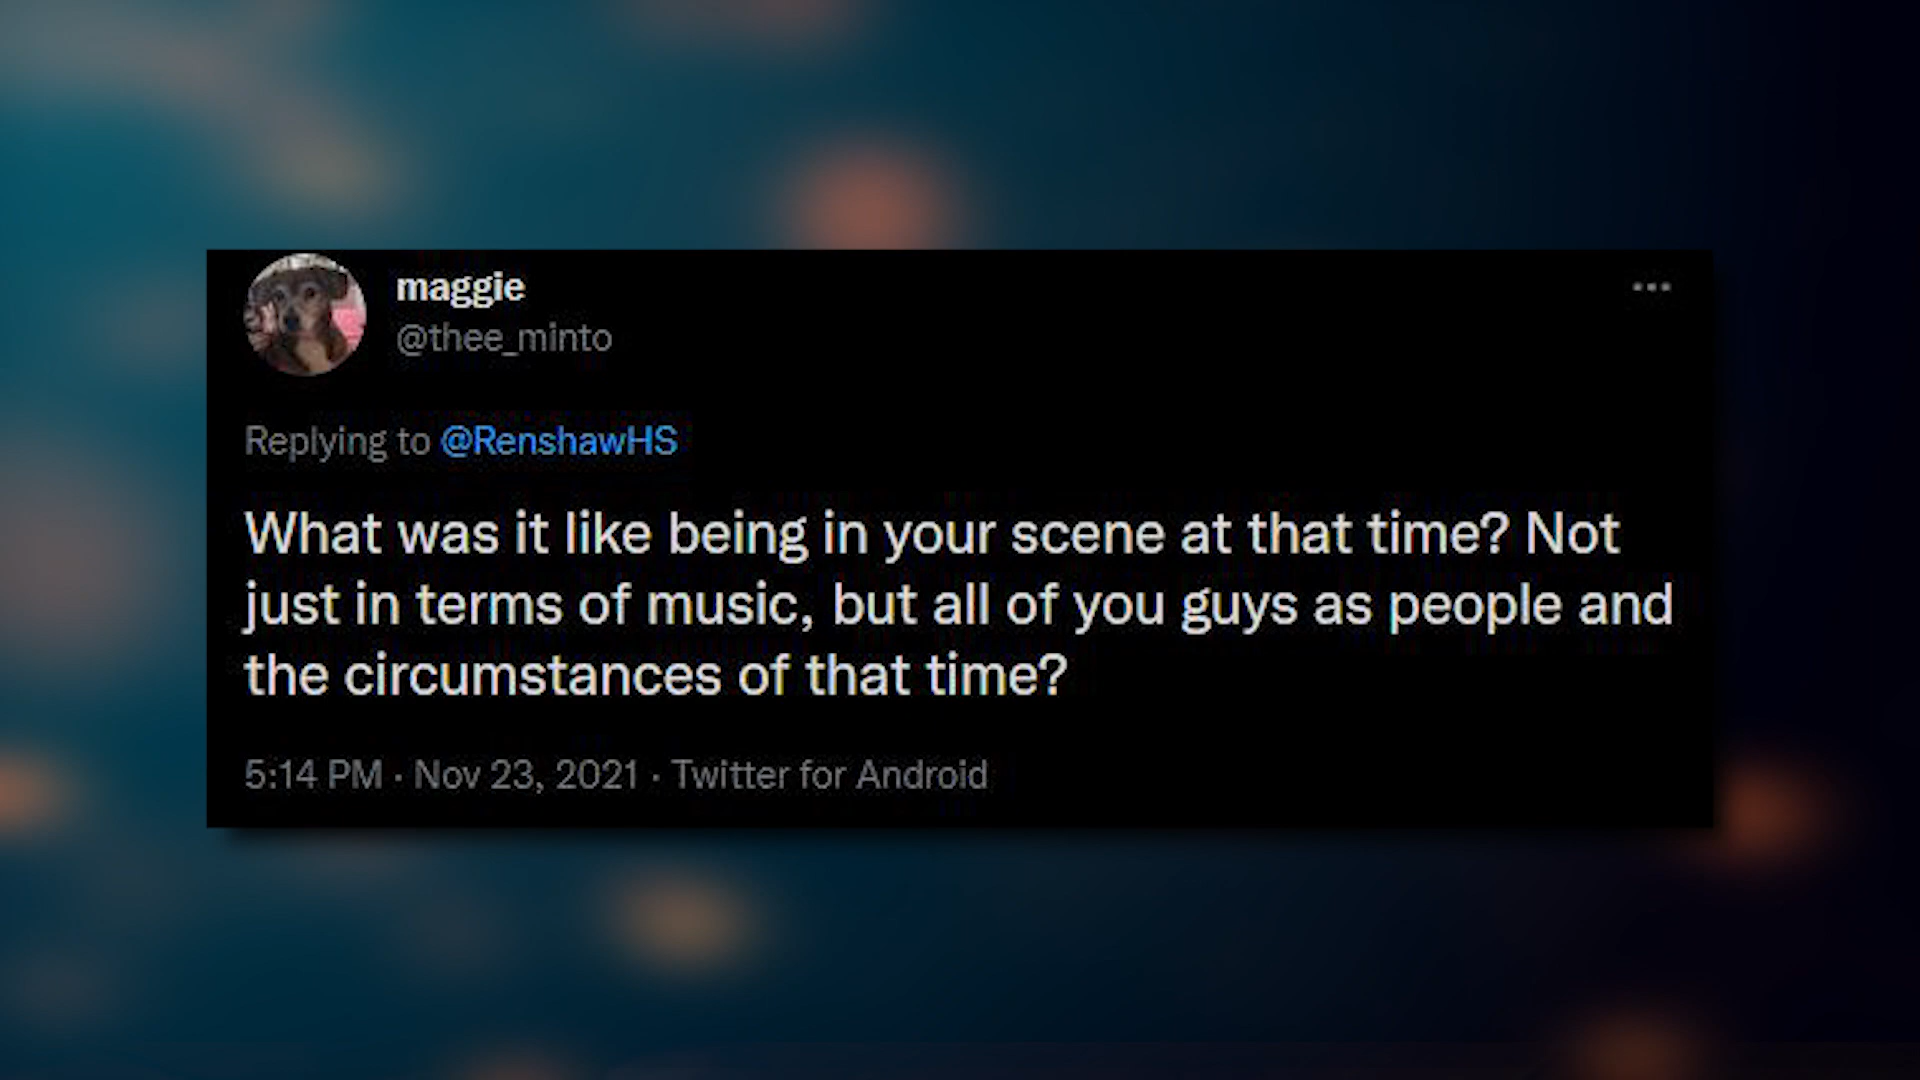 maggie
@thee_minto
Replying to @RenshawHS
What was it like being in your scene at that time? Not
just in terms of music, but all of you guys as people and
the circumstances of that time?
5:14 PM · Nov 23, 2021 · Twitter for Android